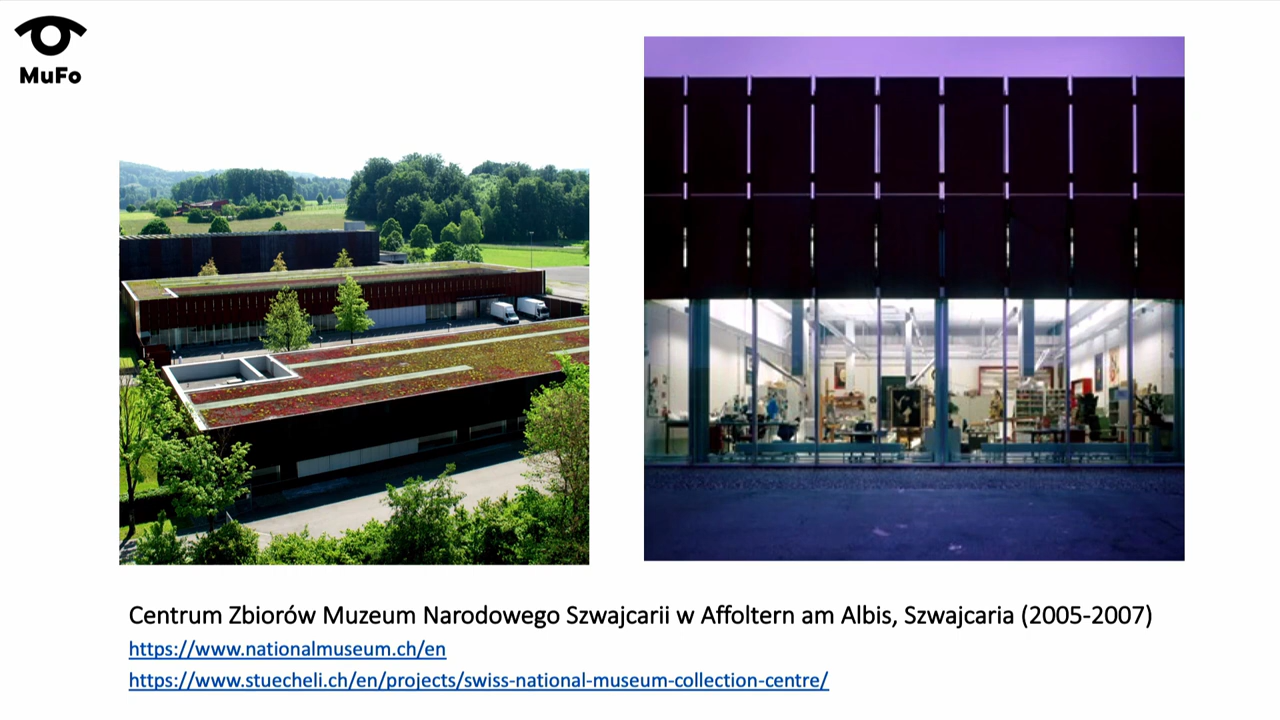 MuFo
Centrum Zbiorów Muzeum Narodowego Szwajcarii w Affoltern am Albis, Szwajcaria (2005-2007)
https://www.nationalmuseum.ch/en
https://www.stuecheli.ch/en/projects/swiss-national-museum-collection-centre/